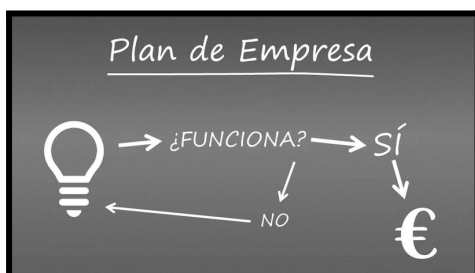 Plan de Empresa
¿FUNCIONA?
SÍ
NO
€